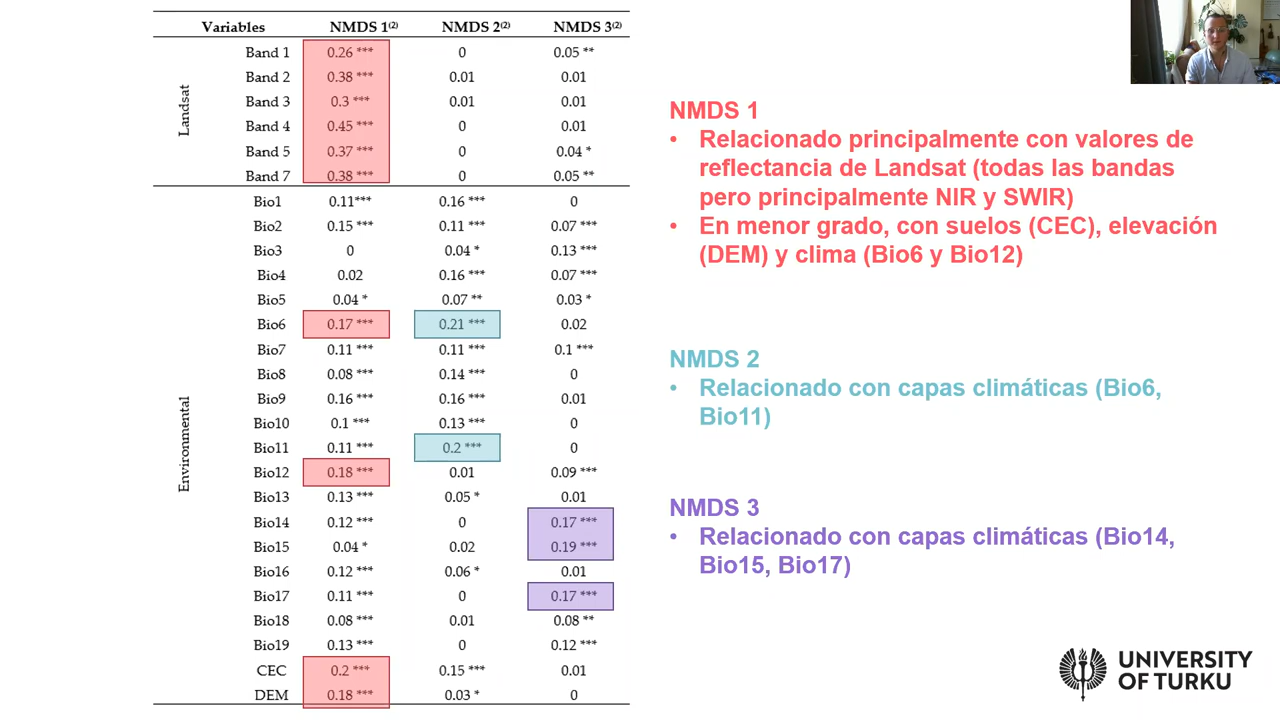 Variables NMDS 1(2) NMDS 2(2) NMDS 3(2)
Landsat
Band 1 0.26 *** 0 0.05 **
Band 2 0.38 *** 0.01 0.01
Band 3 0.3 *** 0.01 0.01
Band 4 0.45 *** 0 0.01
Band 5 0.37 *** 0 0.04 *
Band 7 0.38 *** 0 0.05 **
Environmental
Bio1 0.11*** 0.16 *** 0
Bio2 0.15 *** 0.11 *** 0.07 ***
Bio3 0 0.04 * 0.13 ***
Bio4 0.02 0.16 *** 0.07 ***
Bio5 0.04 * 0.07 ** 0.03 *
Bio6 0.17 *** 0.21 *** 0.02
Bio7 0.11 *** 0.11 *** 0.1 ***
Bio8 0.08 *** 0.14 *** 0
Bio9 0.16 *** 0.16 *** 0.01
Bio10 0.1 *** 0.13 *** 0
Bio11 0.11 *** 0.2 *** 0
Bio12 0.18 *** 0.01 0.09 ***
Bio13 0.13 *** 0.05 * 0.01
Bio14 0.12 *** 0 0.17 ***
Bio15 0.04 * 0.02 0.19 ***
Bio16 0.12 *** 0.06 * 0.01
Bio17 0.11 *** 0 0.17 ***
Bio18 0.08 *** 0.01 0.08 **
Bio19 0.13 *** 0 0.12 ***
CEC 0.2 *** 0.15 *** 0.01
DEM 0.18 *** 0.03 * 0
NMDS 1
• Relacionado principalmente con valores de
reflectancia de Landsat (todas las bandas
pero principalmente NIR y SWIR)
• En menor grado, con suelos (CEC), elevación
(DEM) y clima (Bio6 y Bio12)
NMDS 2
• Relacionado con capas climáticas (Bio6,
Bio11)
NMDS 3
• Relacionado con capas climáticas (Bio14,
Bio15, Bio17)
UNIVERSITY
OF TURKU